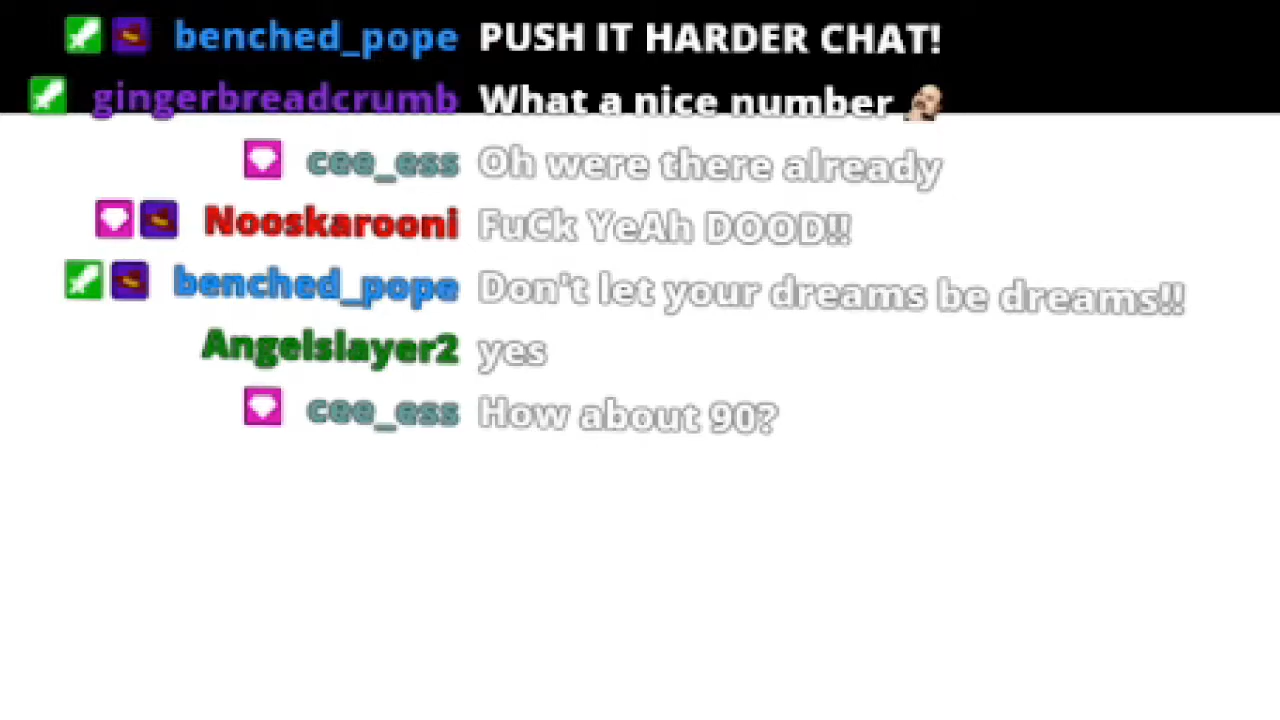 benched_pope PUSH IT HARDER CHAT!
gingerbreadcrumb What a nice number
cee_ess Oh were there already
Nooskarooni FuCk YeAh DOOD!!
benched_pope Don't let your dreams be dreams!!
Angelslayer2 yes
cee_ess How about 90?